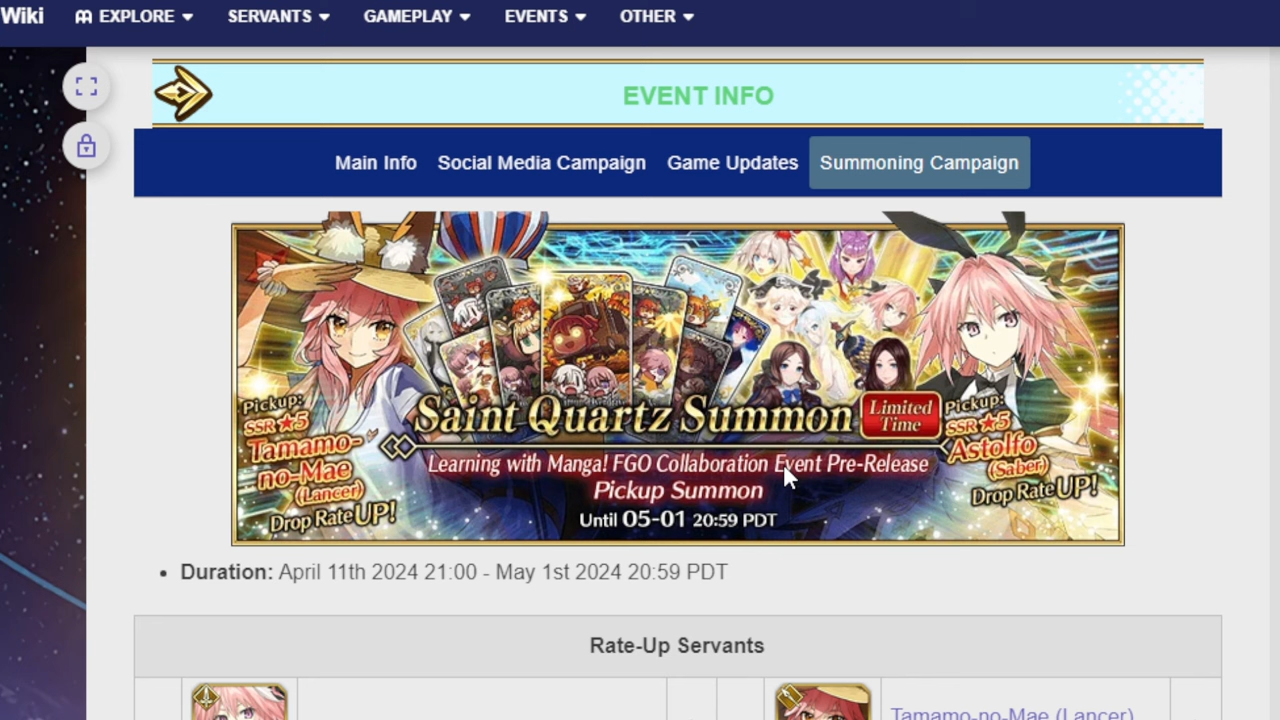 Wiki EXPLORE SERVANTS GAMEPLAY EVENTS OTHER
EVENT INFO
Main Info Social Media Campaign Game Updates Summoning Campaign
Pickup:
SSR ★5
Tamamo-
no-Mae
(Lancer)
Drop Rate UP!
Saint Quartz Summon
Limited
Time
Learning with Manga! FGO Collaboration Event Pre-Release
Pickup Summon
Until 05-01 20:59 PDT
Pickup:
SSR ★5
Astolfo
(Saber)
Drop Rate UP!
• Duration: April 11th 2024 21:00 - May 1st 2024 20:59 PDT
Rate-Up Servants
Tamamo-no-Mae (Lancer)